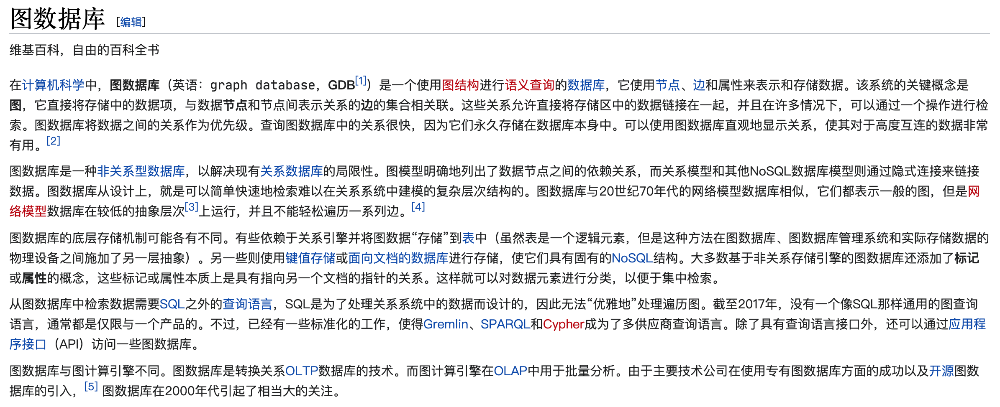 图数据库 [编辑]
维基百科，自由的百科全书
在计算机科学中，图数据库（英语：graph database，GDB[1]）是一个使用图结构进行语义查询的数据库，它使用节点、边和属性来表示和存储数据。该系统的关键概念是
图，它直接将存储中的数据项，与数据节点和节点间表示关系的边的集合相关联。这些关系允许直接将存储区中的数据链接在一起，并且在许多情况下，可以通过一个操作进行检
索。图数据库将数据之间的关系作为优先级。查询图数据库中的关系很快，因为它们永久存储在数据库本身中。可以使用图数据库直观地显示关系，使其对于高度互连的数据非常
有用。[2]
图数据库是一种非关系型数据库，以解决现有关系数据库的局限性。图模型明确地列出了数据节点之间的依赖关系，而关系模型和其他NoSQL数据库模型则通过隐式连接来链接
数据。图数据库从设计上，就是可以简单快速地检索难以在关系系统中建模的复杂层次结构的。图数据库与20世纪70年代的网络模型数据库相似，它们都表示一般的图，但是网
络模型数据库在较低的抽象层次[3]上运行，并且不能轻松遍历一系列边。[4]
图数据库的底层存储机制可能各有不同。有些依赖于关系引擎并将图数据“存储”到表中（虽然表是一个逻辑元素，但是这种方法在图数据库、图数据库管理系统和实际存储数据的
物理设备之间施加了另一层抽象）。另一些则使用键值存储或面向文档的数据库进行存储，使它们具有固有的NoSQL结构。大多数基于非关系存储引擎的图数据库还添加了标记
或属性的概念，这些标记或属性本质上是具有指向另一个文档的指针的关系。这样就可以对数据元素进行分类，以便于集中检索。
从图数据库中检索数据需要SQL之外的查询语言，SQL是为了处理关系系统中的数据而设计的，因此无法“优雅地”处理遍历图。截至2017年，没有一个像SQL那样通用的图查询
语言，通常都是仅限与一个产品的。不过，已经有一些标准化的工作，使得Gremlin、SPARQL和Cypher成为了多供应商查询语言。除了具有查询语言接口外，还可以通过应用程
序接口（API）访问一些图数据库。
图数据库与图计算引擎不同。图数据库是转换关系OLTP数据库的技术。而图计算引擎在OLAP中用于批量分析。由于主要技术公司在使用专有图数据库方面的成功以及开源图数
据库的引入，[5] 图数据库在2000年代引起了相当大的关注。